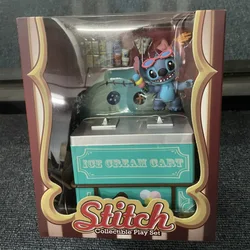 ICE CREAM CART
Stitch
Collectible Play Set